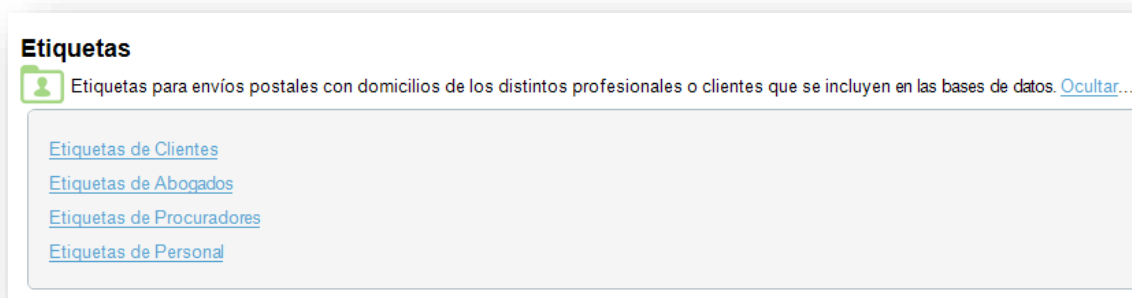 Etiquetas
Etiquetas para envíos postales con domicilios de los distintos profesionales o clientes que se incluyen en las bases de datos. Ocultar...
Etiquetas de Clientes
Etiquetas de Abogados
Etiquetas de Procuradores
Etiquetas de Personal